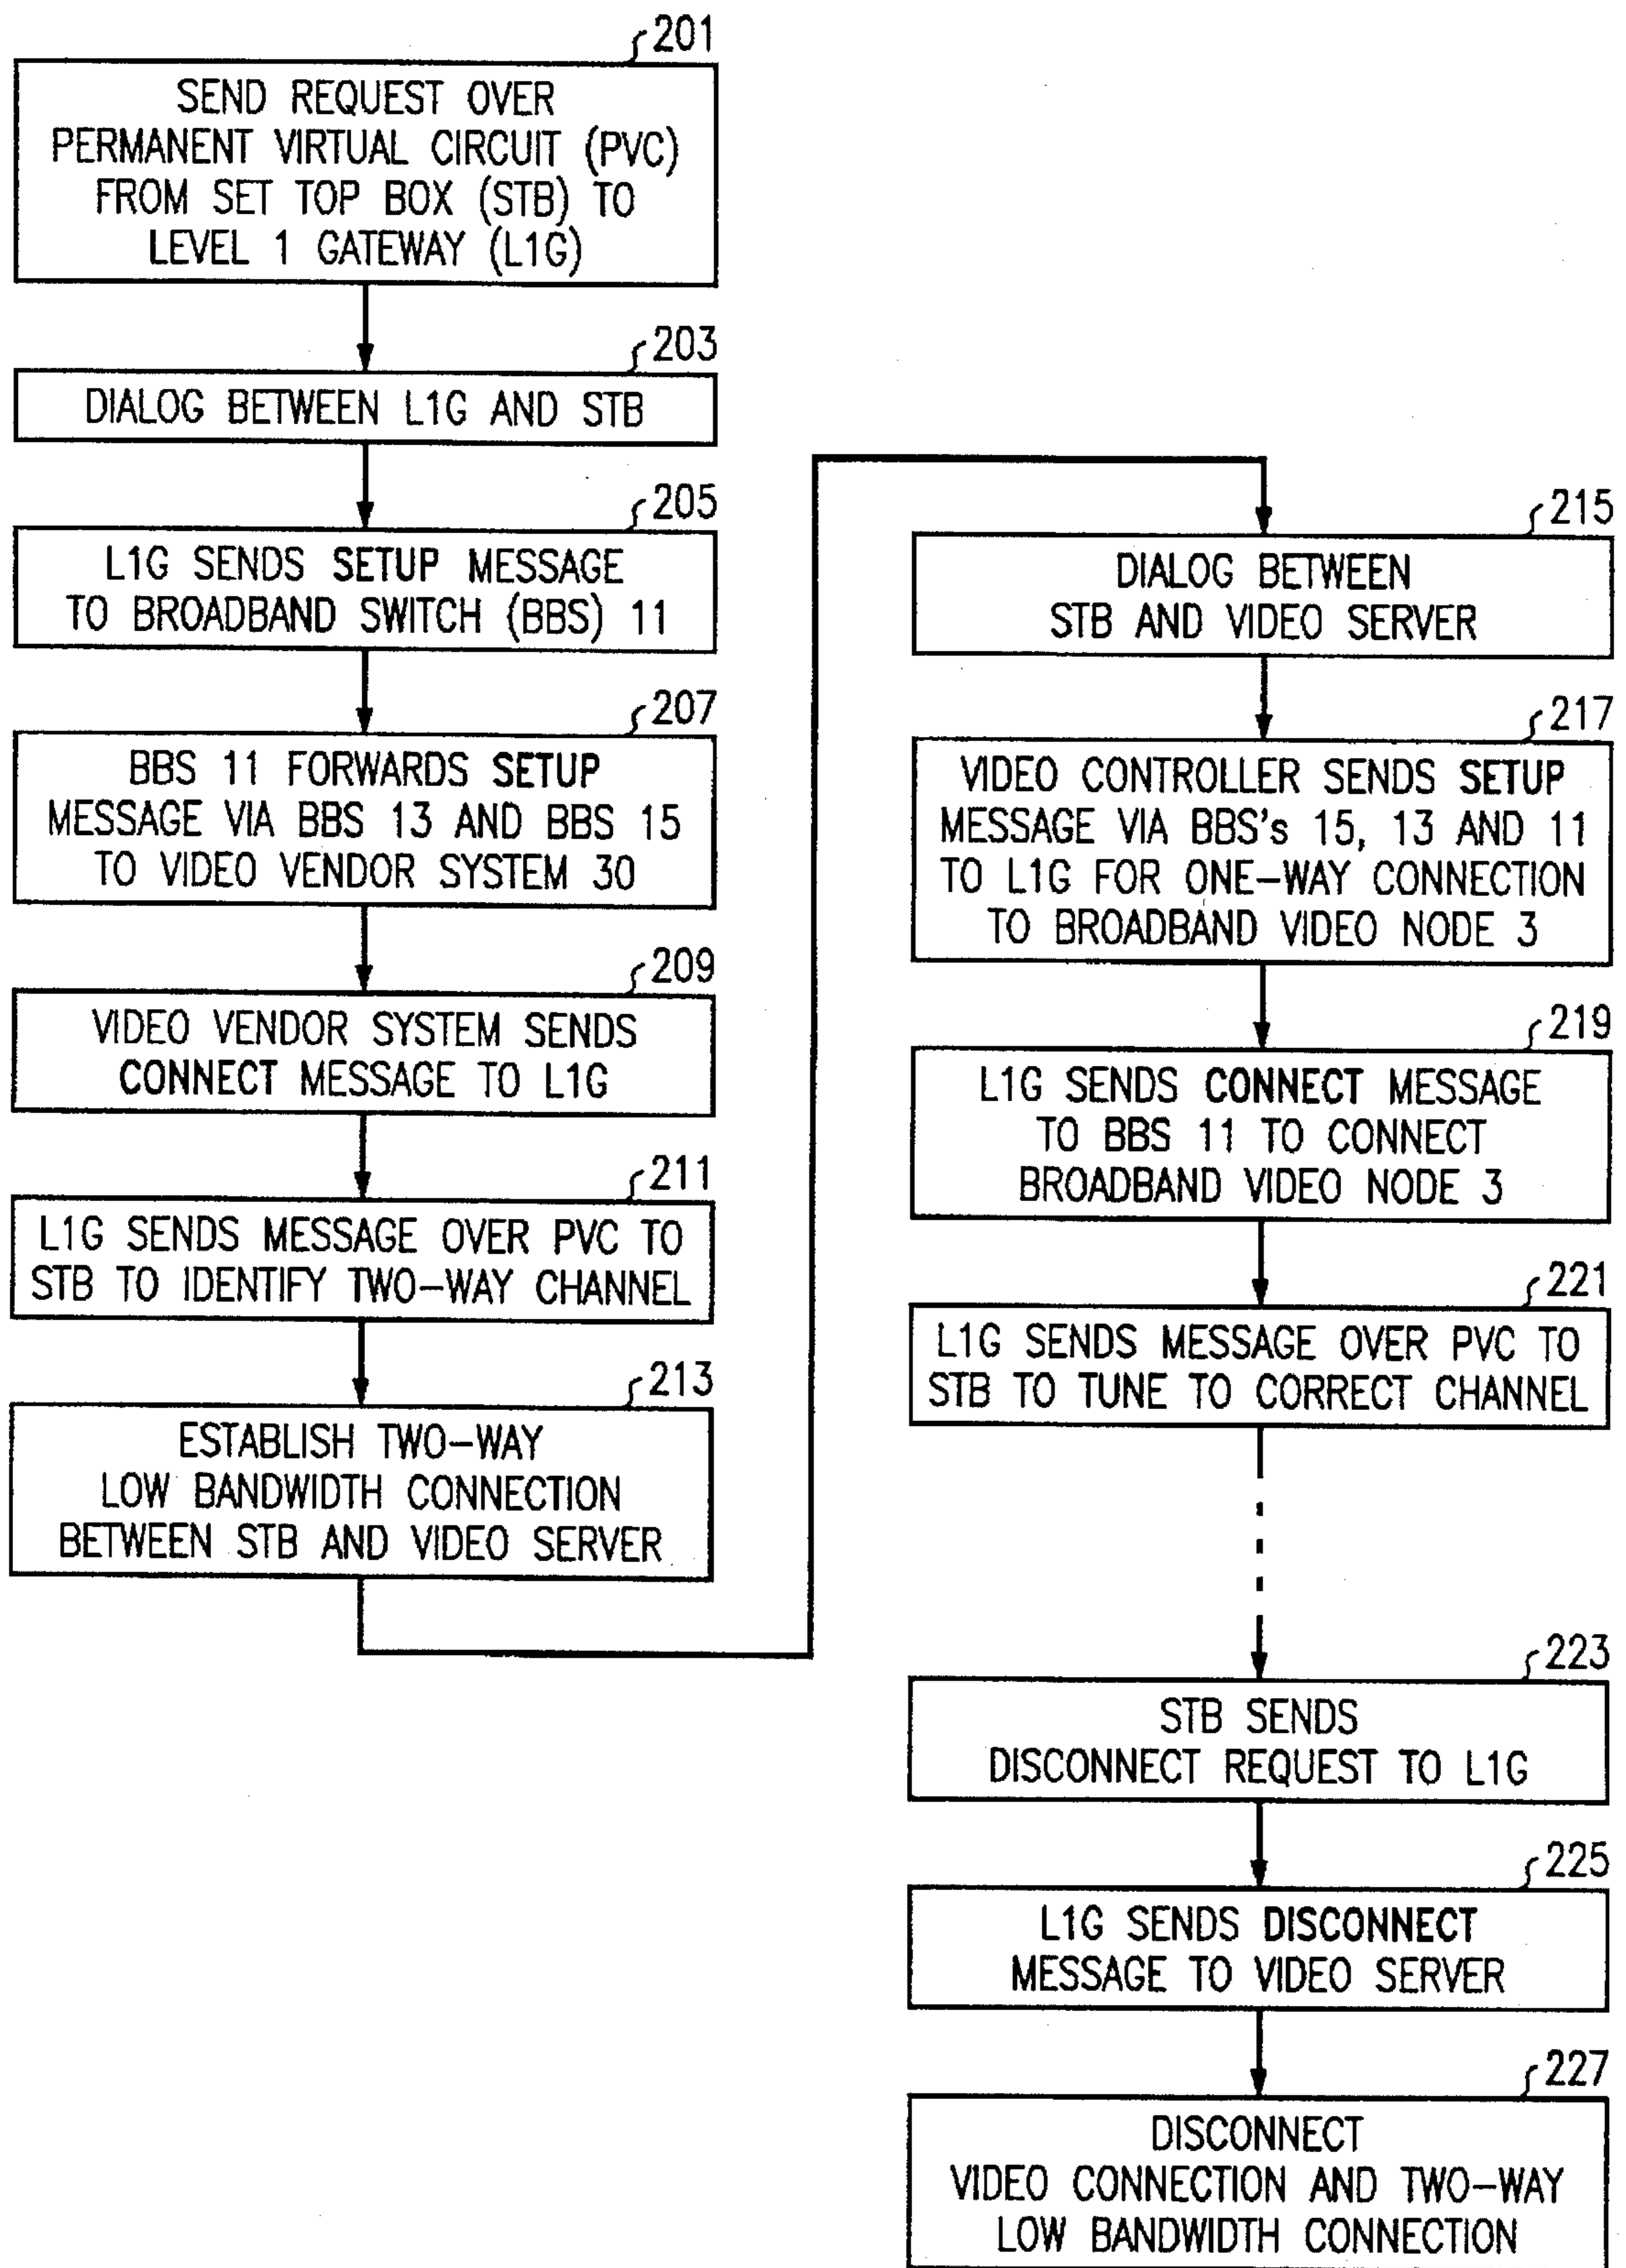 201
SEND REQUEST OVER
PERMANENT VIRTUAL CIRCUIT (PVC)
FROM SET TOP BOX (STB) TO
LEVEL 1 GATEWAY (L1G)
203
DIALOG BETWEEN L1G AND STB
205
L1G SENDS SETUP MESSAGE
TO BROADBAND SWITCH (BBS) 11
207
BBS 11 FORWARDS SETUP
MESSAGE VIA BBS 13 AND BBS 15
TO VIDEO VENDOR SYSTEM 30
209
VIDEO VENDOR SYSTEM SENDS
CONNECT MESSAGE TO L1G
211
L1G SENDS MESSAGE OVER PVC TO
STB TO IDENTIFY TWO-WAY CHANNEL
213
ESTABLISH TWO-WAY
LOW BANDWIDTH CONNECTION
BETWEEN STB AND VIDEO SERVER
215
DIALOG BETWEEN
STB AND VIDEO SERVER
217
VIDEO CONTROLLER SENDS SETUP
MESSAGE VIA BBS's 15, 13 AND 11
TO L1G FOR ONE-WAY CONNECTION
TO BROADBAND VIDEO NODE 3
219
L1G SENDS CONNECT MESSAGE
TO BBS 11 TO CONNECT
BROADBAND VIDEO NODE 3
221
L1G SENDS MESSAGE OVER PVC TO
STB TO TUNE TO CORRECT CHANNEL
223
STB SENDS
DISCONNECT REQUEST TO L1G
225
L1G SENDS DISCONNECT
MESSAGE TO VIDEO SERVER
227
DISCONNECT
VIDEO CONNECTION AND TWO-WAY
LOW BANDWIDTH CONNECTION